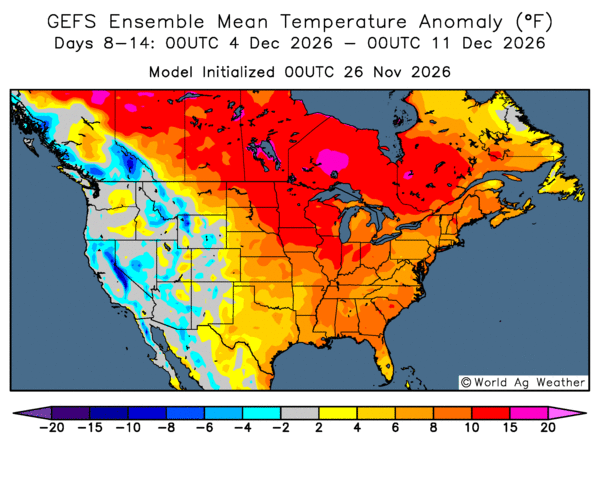 GEFS Ensemble Mean Temperature Anomaly (°F)
Days 8–14: 00UTC 4 Dec 2026 – 00UTC 11 Dec 2026
Model Initialized 00UTC 26 Nov 2026
© World Ag Weather
−20 −15 −10 −8 −6 −4 −2 2 4 6 8 10 15 20